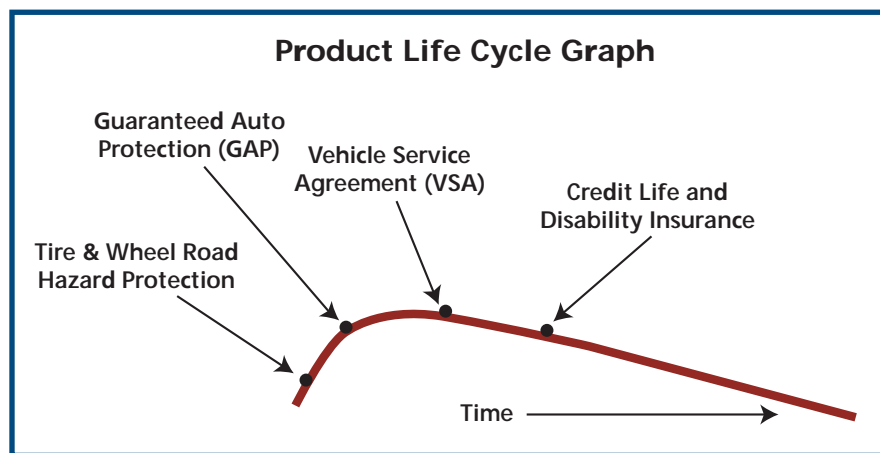 Product Life Cycle Graph
Guaranteed Auto
Protection (GAP)
Vehicle Service
Agreement (VSA)
Credit Life and
Disability Insurance
Tire & Wheel Road
Hazard Protection
Time